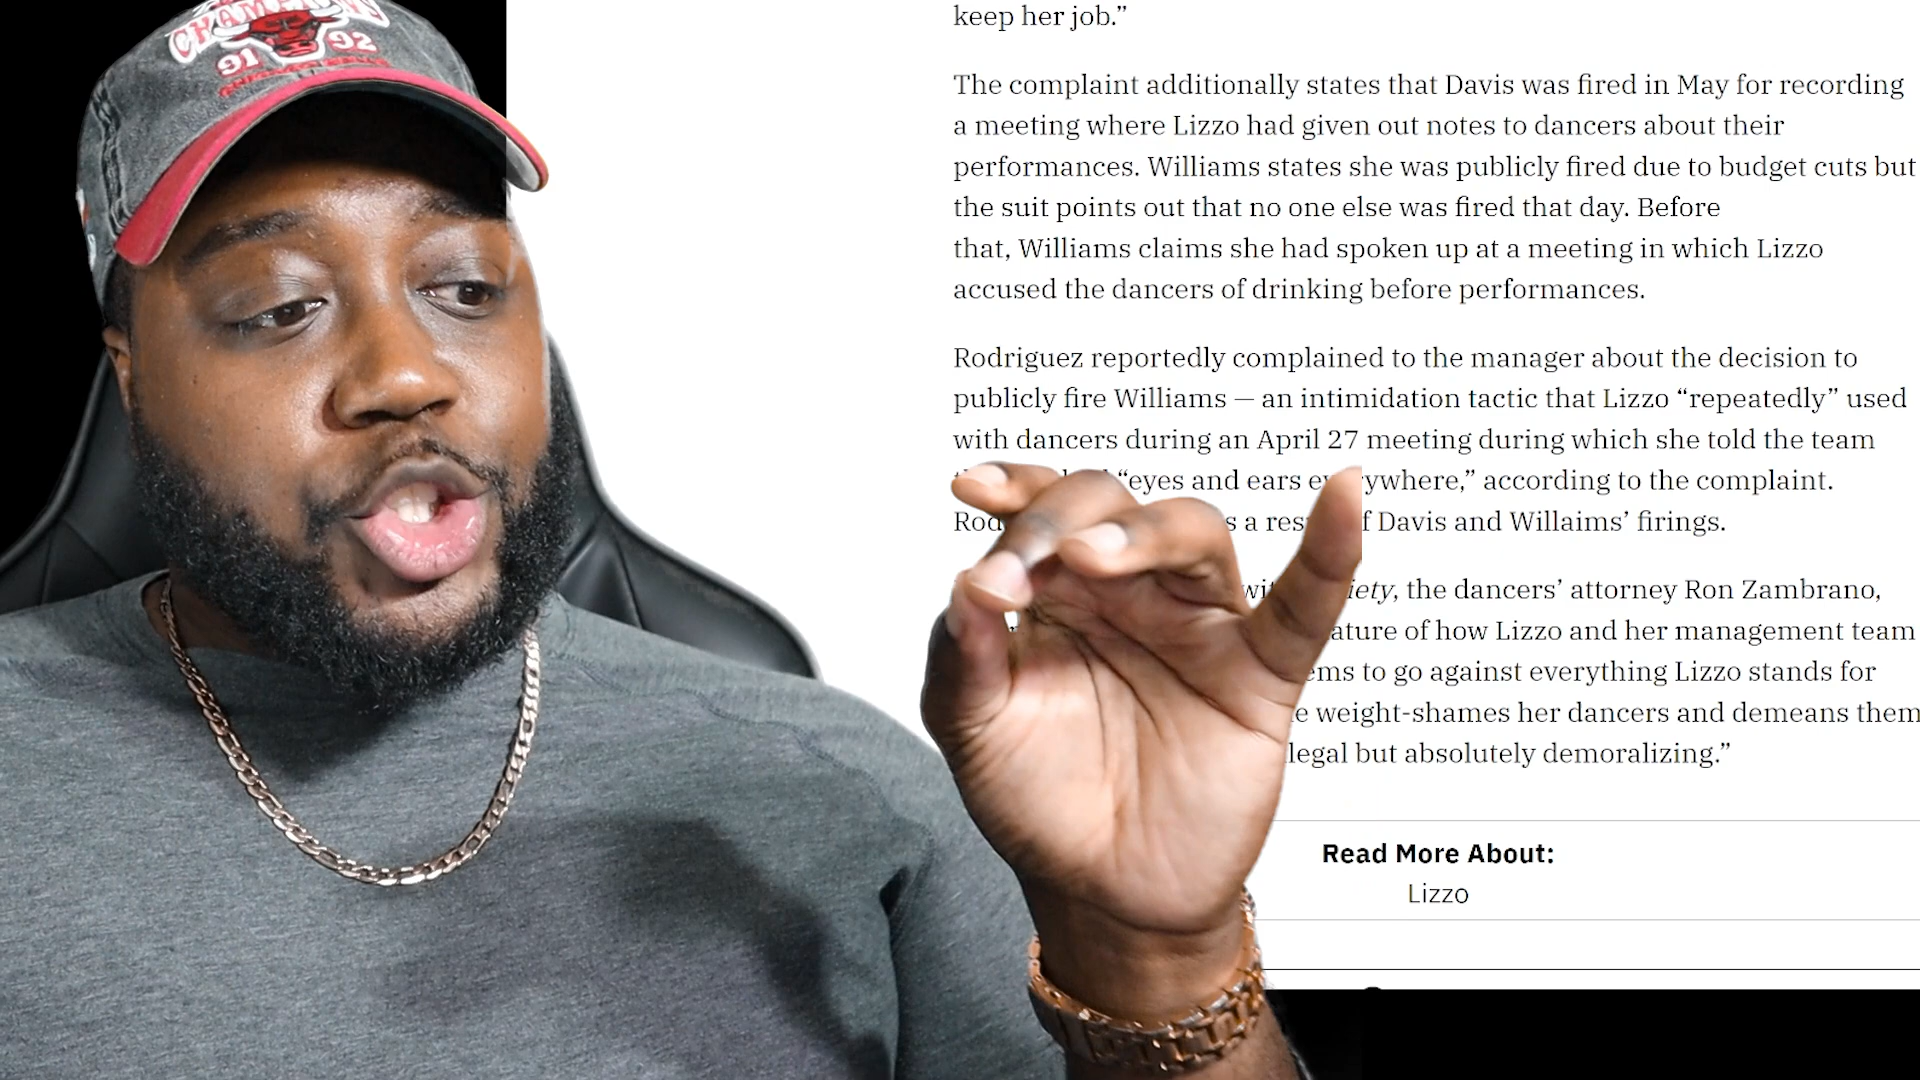 CHAMPIONS
91 92
keep her job.”
The complaint additionally states that Davis was fired in May for recording
a meeting where Lizzo had given out notes to dancers about their
performances. Williams states she was publicly fired due to budget cuts but
the suit points out that no one else was fired that day. Before
that, Williams claims she had spoken up at a meeting in which Lizzo
accused the dancers of drinking before performances.
Rodriguez reportedly complained to the manager about the decision to
publicly fire Williams — an intimidation tactic that Lizzo “repeatedly” used
with dancers during an April 27 meeting during which she told the team
“eyes and ears everywhere,” according to the complaint.
Davis and Willaims’ firings.
the dancers’ attorney Ron Zambrano,
of how Lizzo and her management team
to go against everything Lizzo stands for
weight-shames her dancers and demeans them
but absolutely demoralizing.”
Read More About:
Lizzo